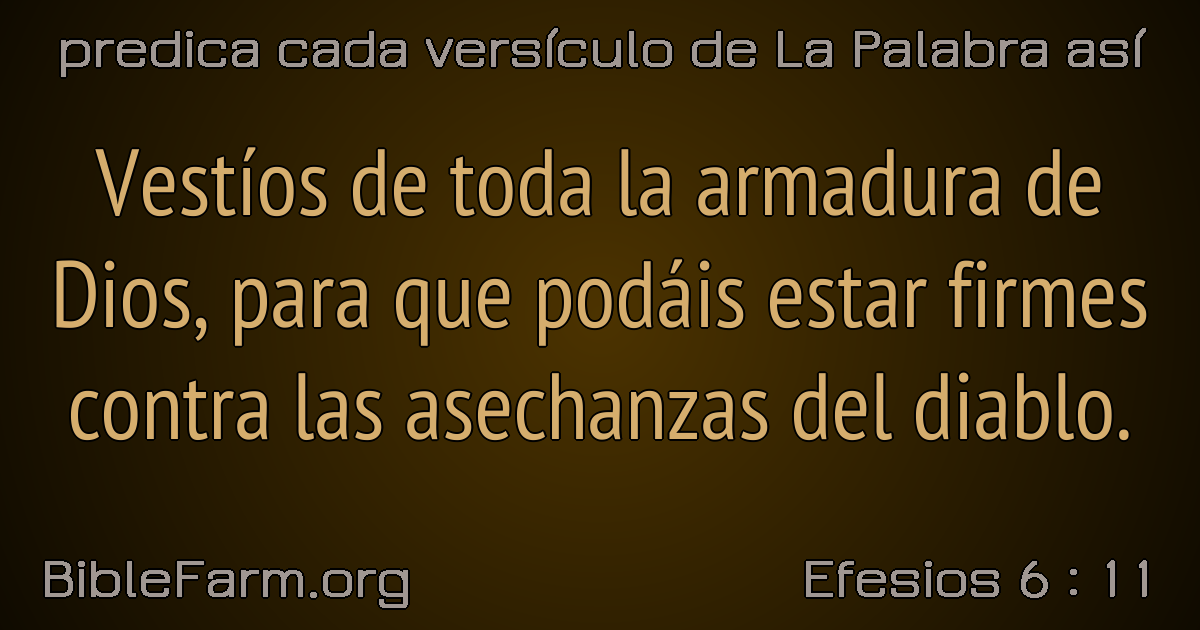 predica cada versículo de La Palabra así
Vestíos de toda la armadura de
Dios, para que podáis estar firmes
contra las asechanzas del diablo.
BibleFarm.org
Efesios 6 : 11